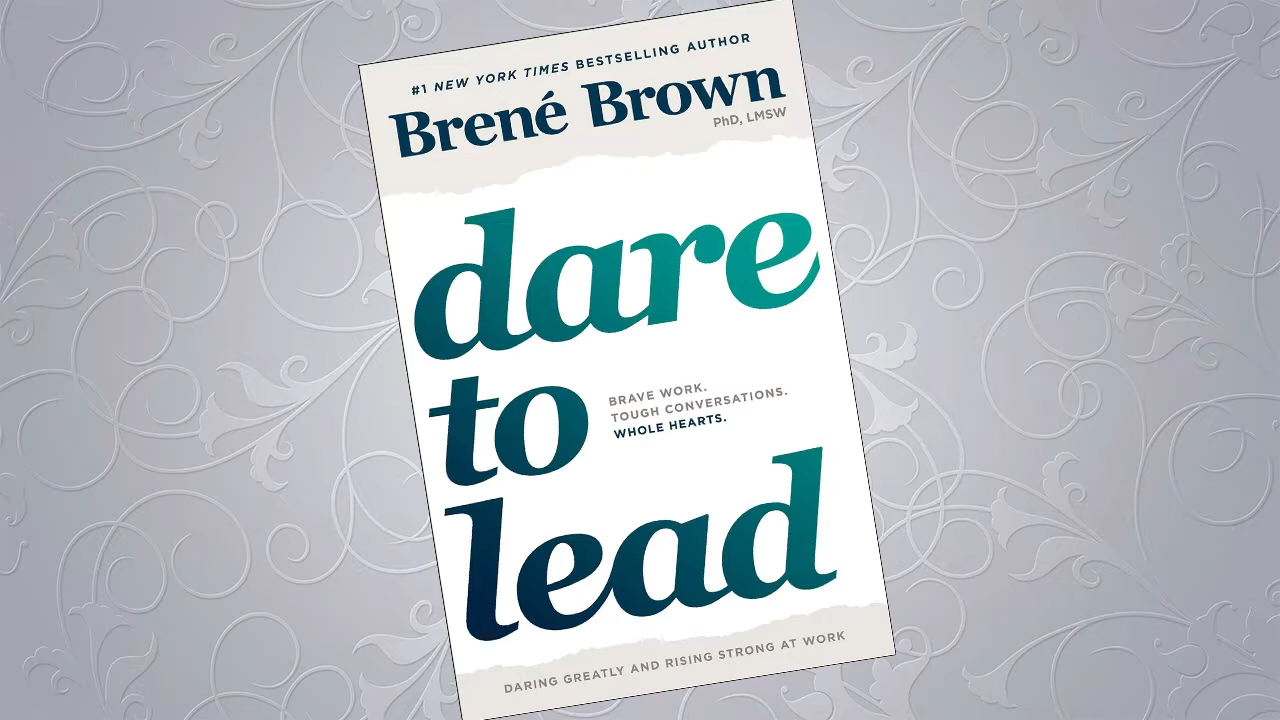 #1 NEW YORK TIMES BESTSELLING AUTHOR
Brené Brown
PhD, LMSW
dare
to
BRAVE WORK.
TOUGH CONVERSATIONS.
WHOLE HEARTS.
lead
DARING GREATLY AND RISING STRONG AT WORK